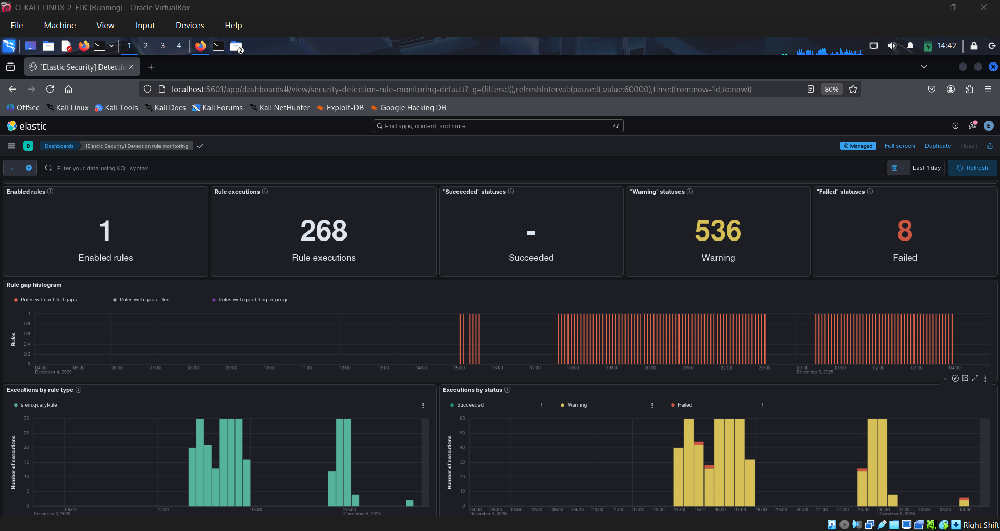 O_KALI_LINUX_2_ELK [Running] - Oracle VirtualBox
File Machine View Input Devices Help
1 2 3 4 2 14:42
[Elastic Security] Detectio
localhost:5601/app/dashboards#/view/security-detection-rule-monitoring-default?_g=(filters:!(),refreshInterval:(pause:!t,value:60000),time:(from:now-1d,to:now)) 80%
OffSec Kali Linux Kali Tools Kali Docs Kali Forums Kali NetHunter Exploit-DB Google Hacking DB
elastic Find apps, content, and more. ^/ E
D Dashboards [Elastic Security] Detection rule monitoring Managed Full screen Duplicate Reset
Filter your data using KQL syntax Last 1 day Refresh
Enabled rules Rule executions "Succeeded" statuses "Warning" statuses "Failed" statuses
1 268 - 536 8
Enabled rules Rule executions Succeeded Warning Failed
Rule gap histogram
Rules with unfilled gaps Rules with gaps filled Rules with gap filling in-progr...
1
0.8
0.6
0.4
0.2
0
Rules
04:00 05:00 06:00 07:00 08:00 09:00 10:00 11:00 12:00 13:00 14:00 15:00 16:00 17:00 18:00 19:00 20:00 21:00 22:00 23:00 00:00 01:00 02:00 03:00 04:00
December 4, 2025 December 5, 2025
Executions by rule type
siem.queryRule
30
25
20
15
10
5
0
Number of executions
06:00 12:00 18:00 00:00
December 4, 2025 December 5, 2025
Executions by status
Succeeded Warning Failed
60
50
40
30
20
10
0
Number of executions
04:00 05:00 06:00 07:00 08:00 09:00 10:00 11:00 12:00 13:00 14:00 15:00 16:00 17:00 18:00 19:00 20:00 21:00 22:00 23:00 00:00 01:00 02:00 03:00 04:00
December 4, 2025 December 5, 2025
Right Shift